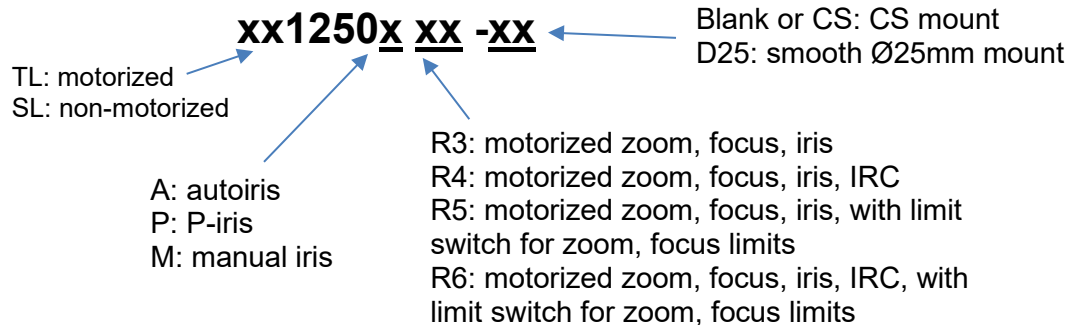 xx1250x xx -xx
Blank or CS: CS mount
D25: smooth Ø25mm mount
TL: motorized
SL: non-motorized
A: autoiris
P: P-iris
M: manual iris
R3: motorized zoom, focus, iris
R4: motorized zoom, focus, iris, IRC
R5: motorized zoom, focus, iris, with limit
switch for zoom, focus limits
R6: motorized zoom, focus, iris, IRC, with
limit switch for zoom, focus limits